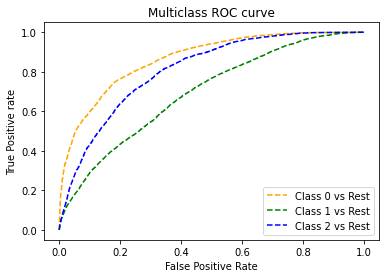 Multiclass ROC curve
True Positive rate
1.0
0.8
0.6
0.4
0.2
0.0
Class 0 vs Rest
Class 1 vs Rest
Class 2 vs Rest
0.0 0.2 0.4 0.6 0.8 1.0
False Positive Rate